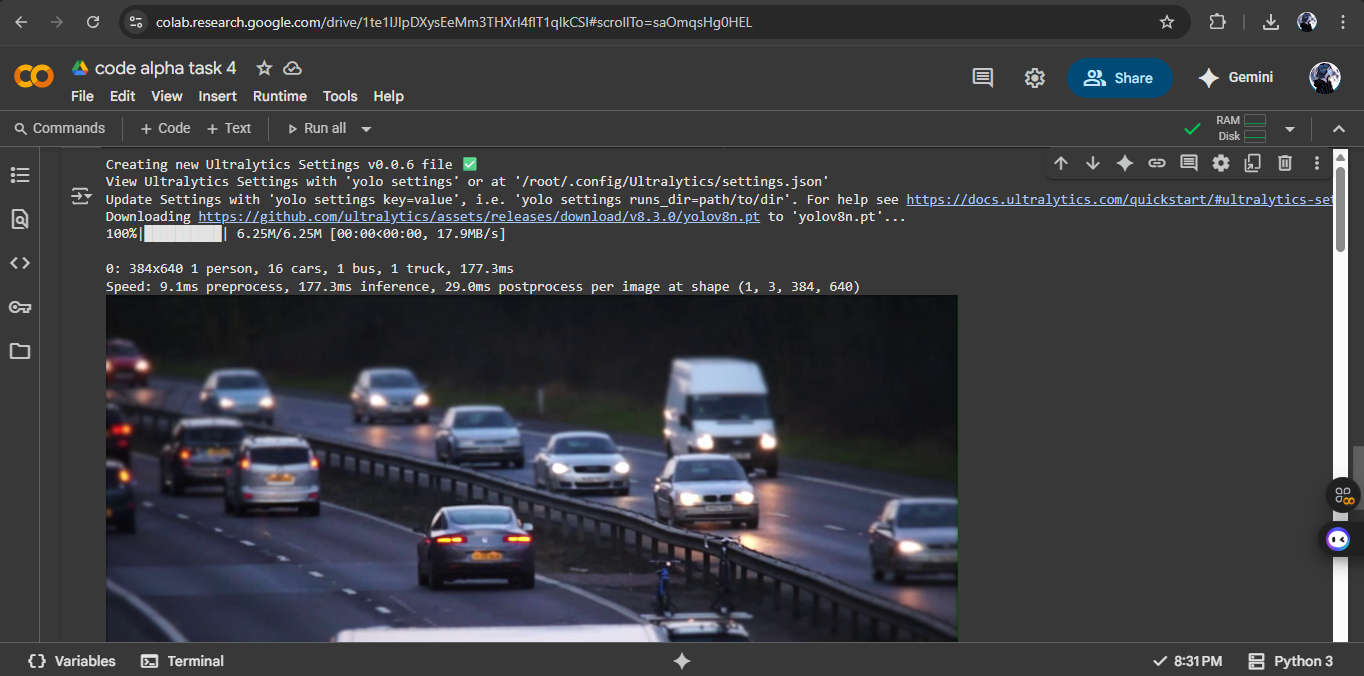 colab.research.google.com/drive/1te1lJlpDXysEeMm3THXrl4flT1qlkCSl#scrollTo=saOmqsHg0HEL
code alpha task 4
Share
Gemini
File Edit View Insert Runtime Tools Help
Commands + Code + Text Run all
RAM
Disk
Creating new Ultralytics Settings v0.0.6 file ✅
View Ultralytics Settings with 'yolo settings' or at '/root/.config/Ultralytics/settings.json'
Update Settings with 'yolo settings key=value', i.e. 'yolo settings runs_dir=path/to/dir'. For help see https://docs.ultralytics.com/quickstart/#ultralytics-set
Downloading https://github.com/ultralytics/assets/releases/download/v8.3.0/yolov8n.pt to 'yolov8n.pt'...
100%|██████████| 6.25M/6.25M [00:00<00:00, 17.9MB/s]
0: 384x640 1 person, 16 cars, 1 bus, 1 truck, 177.3ms
Speed: 9.1ms preprocess, 177.3ms inference, 29.0ms postprocess per image at shape (1, 3, 384, 640)
{} Variables Terminal
8:31 PM Python 3